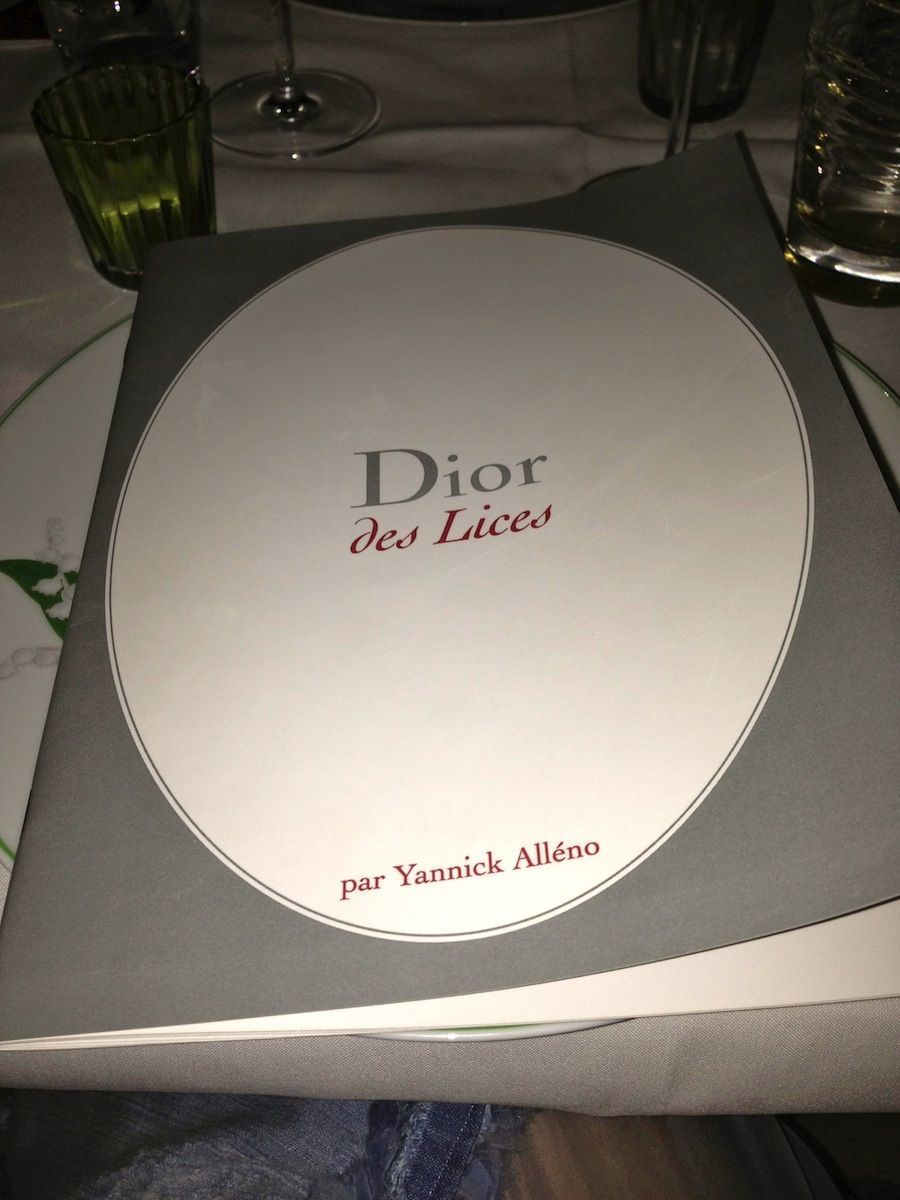 Dior
des Lices
par Yannick Alléno